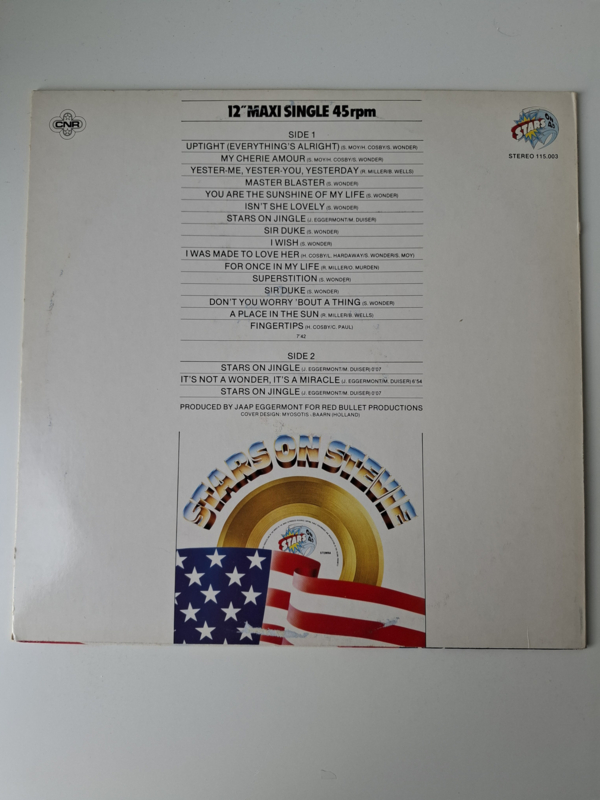 12" MAXI SINGLE 45rpm
CNR
STARS ON
STEREO 115.003
SIDE 1
UPTIGHT (EVERYTHING'S ALRIGHT) (S. MOY/H. COSBY/S. WONDER)
MY CHERIE AMOUR (S. MOY/H. COSBY/S. WONDER)
YESTER-ME, YESTER-YOU, YESTERDAY (R. MILLER/B. WELLS)
MASTER BLASTER (S. WONDER)
YOU ARE THE SUNSHINE OF MY LIFE (S. WONDER)
ISN'T SHE LOVELY (S. WONDER)
STARS ON JINGLE (J. EGGERMONT/M. DUISER)
SIR DUKE (S. WONDER)
I WISH (S. WONDER)
I WAS MADE TO LOVE HER (H. COSBY/L. HARDAWAY/S. WONDER/S. MOY)
FOR ONCE IN MY LIFE (R. MILLER/O. MURDEN)
SUPERSTITION (S. WONDER)
SIR DUKE (S. WONDER)
DON'T YOU WORRY 'BOUT A THING (S. WONDER)
A PLACE IN THE SUN (R. MILLER/B. WELLS)
FINGERTIPS (H. COSBY/C. PAUL)
7'42
SIDE 2
STARS ON JINGLE (J. EGGERMONT/M. DUISER) 0'07
IT'S NOT A WONDER, IT'S A MIRACLE (J. EGGERMONT/M. DUISER) 6'54
STARS ON JINGLE (J. EGGERMONT/M. DUISER) 0'07
PRODUCED BY JAAP EGGERMONT FOR RED BULLET PRODUCTIONS
COVER DESIGN: MYOSOTIS - BAARN (HOLLAND)
STARS ON STEVIE
STARS ON